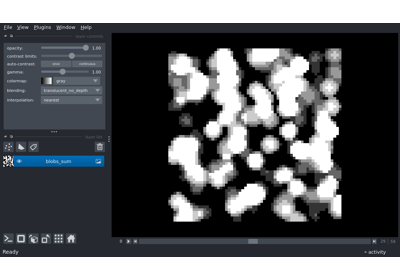 File View Plugins Window Help
opacity: 1.00
contrast limits:
auto-contrast: once continuous
gamma: 1.00
colormap: gray
blending: translucent_no_depth
interpolation: nearest
blobs_sum
Ready
activity